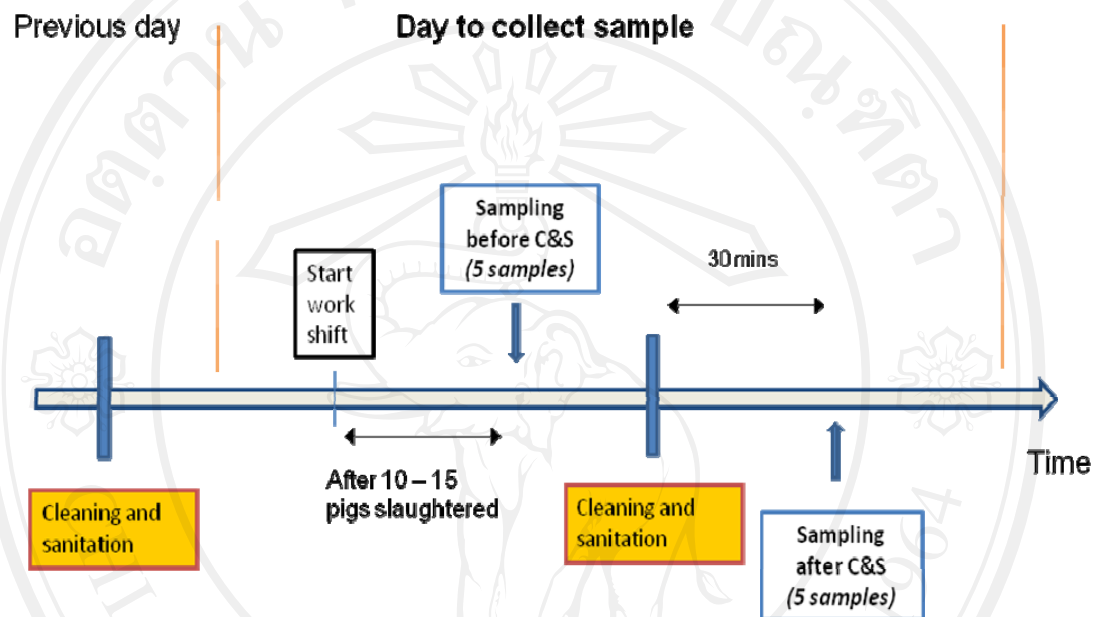 Previous day
Day to collect sample
Sampling
before C&S
(5 samples)
30 mins
Start
work
shift
After 10 – 15
pigs slaughtered
Time
Cleaning and
sanitation
Cleaning and
sanitation
Sampling
after C&S
(5 samples)